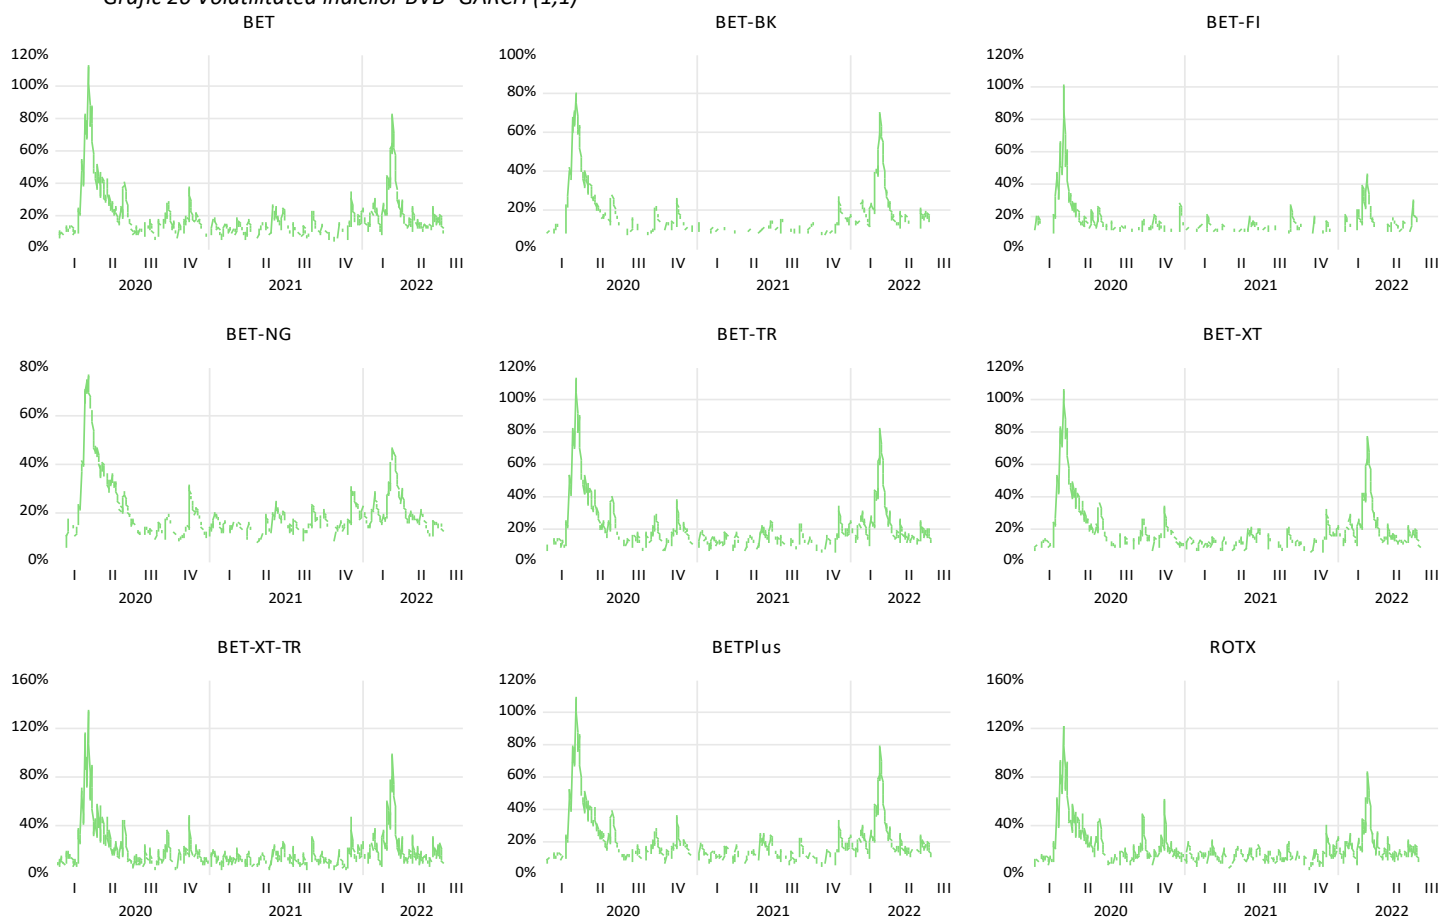 Grafic 20 Volatilitatea indicilor BVB- GARCH (1,1)
BET BET-BK BET-FI
120% 100% 120%
100% 80% 100%
80% 60% 80%
60% 40% 60%
40% 20% 40%
20% 0% 20%
0% 0%
I II III IV I II III IV I II III I II III IV I II III IV I II III I II III IV I II III IV I II III
2020 2021 2022 2020 2021 2022 2020 2021 2022
BET-NG BET-TR BET-XT
80% 120% 120%
60% 100% 100%
40% 80% 80%
20% 60% 60%
0% 40% 40%
20% 20%
0% 0%
I II III IV I II III IV I II III I II III IV I II III IV I II III I II III IV I II III IV I II III
2020 2021 2022 2020 2021 2022 2020 2021 2022
BET-XT-TR BETPlus ROTX
160% 120% 160%
120% 100% 120%
80% 80% 80%
40% 60% 40%
0% 40% 0%
20%
0%
I II III IV I II III IV I II III I II III IV I II III IV I II III I II III IV I II III IV I II III
2020 2021 2022 2020 2021 2022 2020 2021 2022